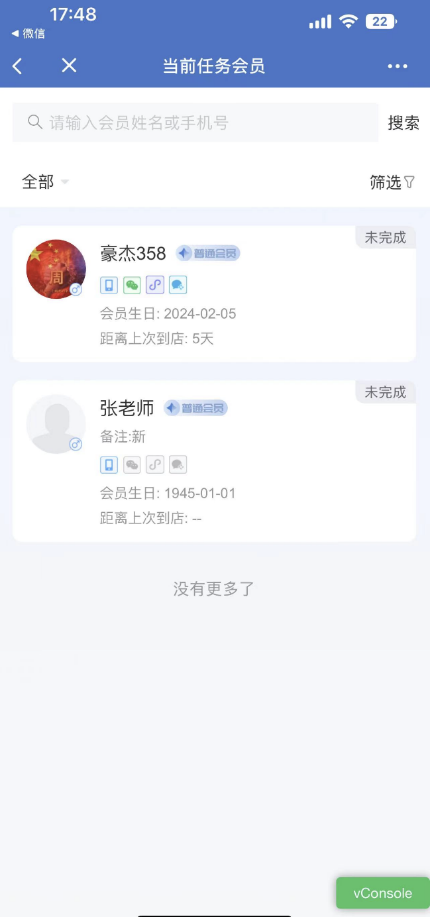 17:48
22
◀ 微信
当前任务会员
请输入会员姓名或手机号
搜索
全部
筛选
未完成
豪杰358
普通会员
周
会员生日: 2024-02-05
距离上次到店: 5天
未完成
张老师
普通会员
备注:新
会员生日: 1945-01-01
距离上次到店: --
没有更多了
vConsole